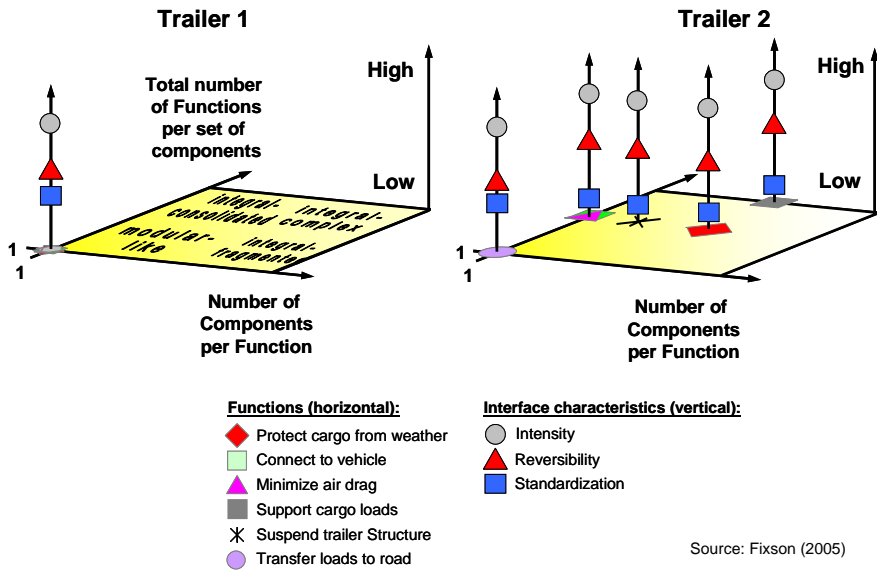 Trailer 1
Trailer 2
Total number
of Functions
per set of
components
High
Low
integral-
consolidated
integral-
complex
modular-
like
integral-
fragmente
1
1
Number of
Components
per Function
High
Low
1
1
Number of
Components
per Function
Functions (horizontal):
Protect cargo from weather
Connect to vehicle
Minimize air drag
Support cargo loads
Suspend trailer Structure
Transfer loads to road
Interface characteristics (vertical):
Intensity
Reversibility
Standardization
Source: Fixson (2005)